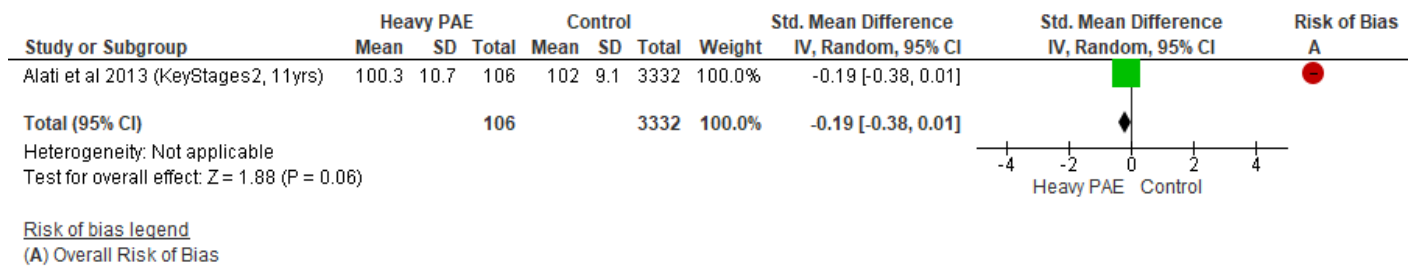 Heavy PAE Control Std. Mean Difference Std. Mean Difference Risk of Bias
Study or Subgroup Mean SD Total Mean SD Total Weight IV, Random, 95% CI IV, Random, 95% CI A
Alati et al 2013 (KeyStages2, 11yrs) 100.3 10.7 106 102 9.1 3332 100.0% -0.19 [-0.38, 0.01]
Total (95% CI) 106 3332 100.0% -0.19 [-0.38, 0.01]
Heterogeneity: Not applicable
Test for overall effect: Z = 1.88 (P = 0.06)
-4 -2 0 2 4
Heavy PAE Control
Risk of bias legend
(A) Overall Risk of Bias